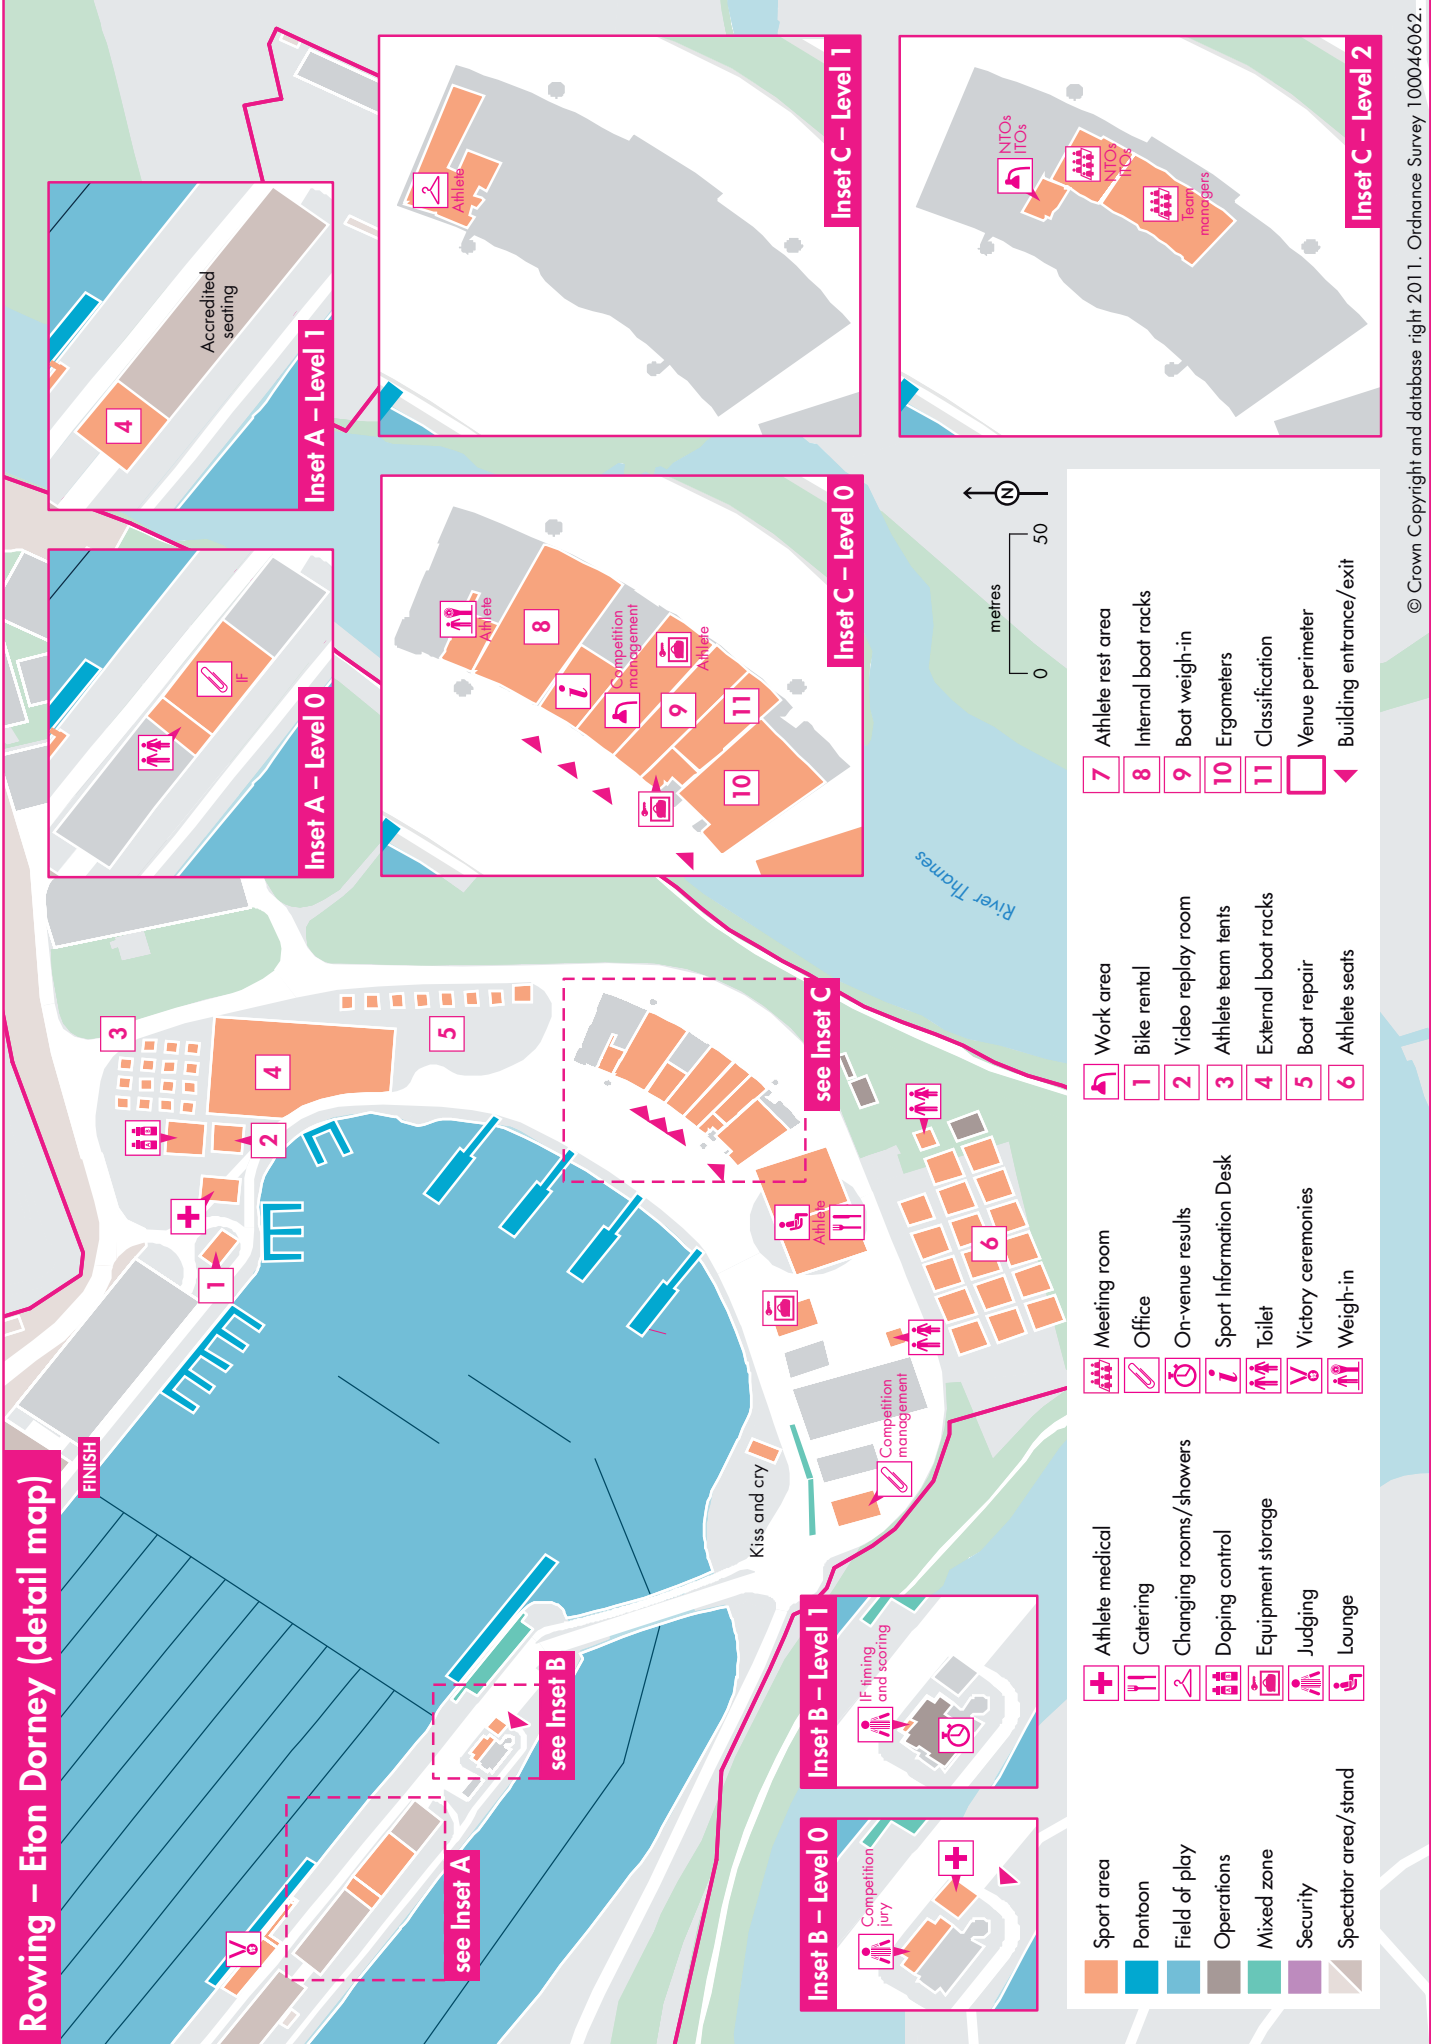 Rowing – Eton Dorney (detail map)
FINISH
see Inset A
see Inset B
see Inset C
1
2
3
4
5
6
Athlete
Kiss and cry
Competition
management
River Thames
Inset A – Level 0
IF
Inset A – Level 1
4
Accredited
seating
Inset B – Level 0
Competition
jury
Inset B – Level 1
IF timing
and scoring
Inset C – Level 0
Athlete
8
i
Competition
management
9
Athlete
11
10
Inset C – Level 1
Athlete
Inset C – Level 2
NTOs
ITOs
NTOs
ITOs
Team
managers
metres
0
50
N
Sport area
Pontoon
Field of play
Operations
Mixed zone
Security
Spectator area/stand
Athlete medical
Catering
Changing rooms/showers
Doping control
Equipment storage
Judging
Lounge
Meeting room
Office
On-venue results
i Sport Information Desk
Toilet
Victory ceremonies
Weigh-in
Work area
1 Bike rental
2 Video replay room
3 Athlete team tents
4 External boat racks
5 Boat repair
6 Athlete seats
7 Athlete rest area
8 Internal boat racks
9 Boat weigh-in
10 Ergometers
11 Classification
Venue perimeter
Building entrance/exit
© Crown Copyright and database right 2011. Ordnance Survey 100046062.